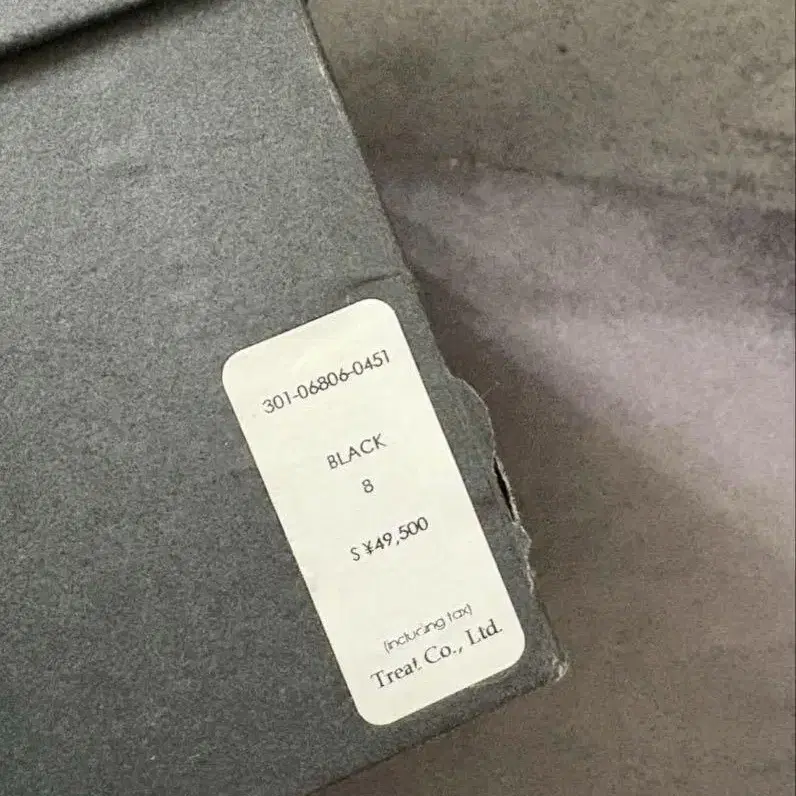 301-06806-0451
BLACK
8
S ¥49,500
(including tax)
Treat Co., Ltd.